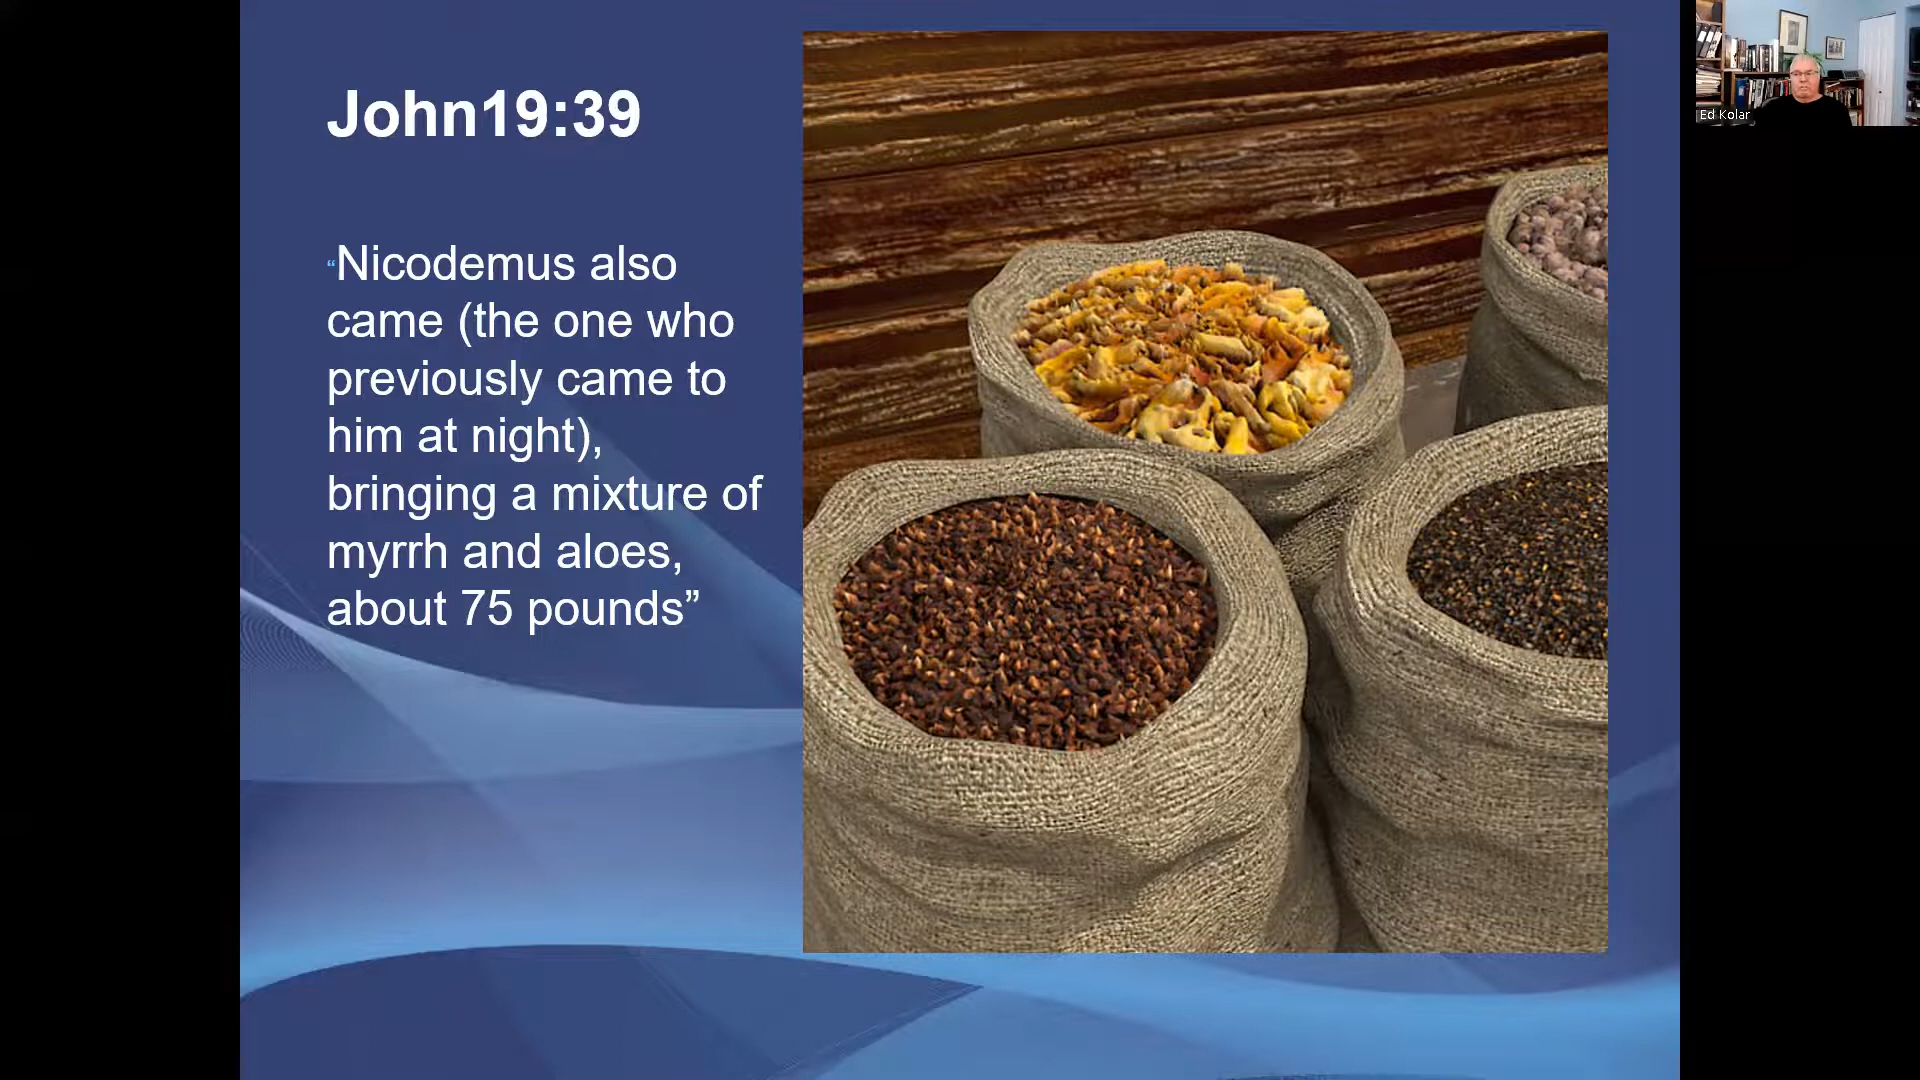 John19:39
“Nicodemus also
came (the one who
previously came to
him at night),
bringing a mixture of
myrrh and aloes,
about 75 pounds”
Ed Kolar